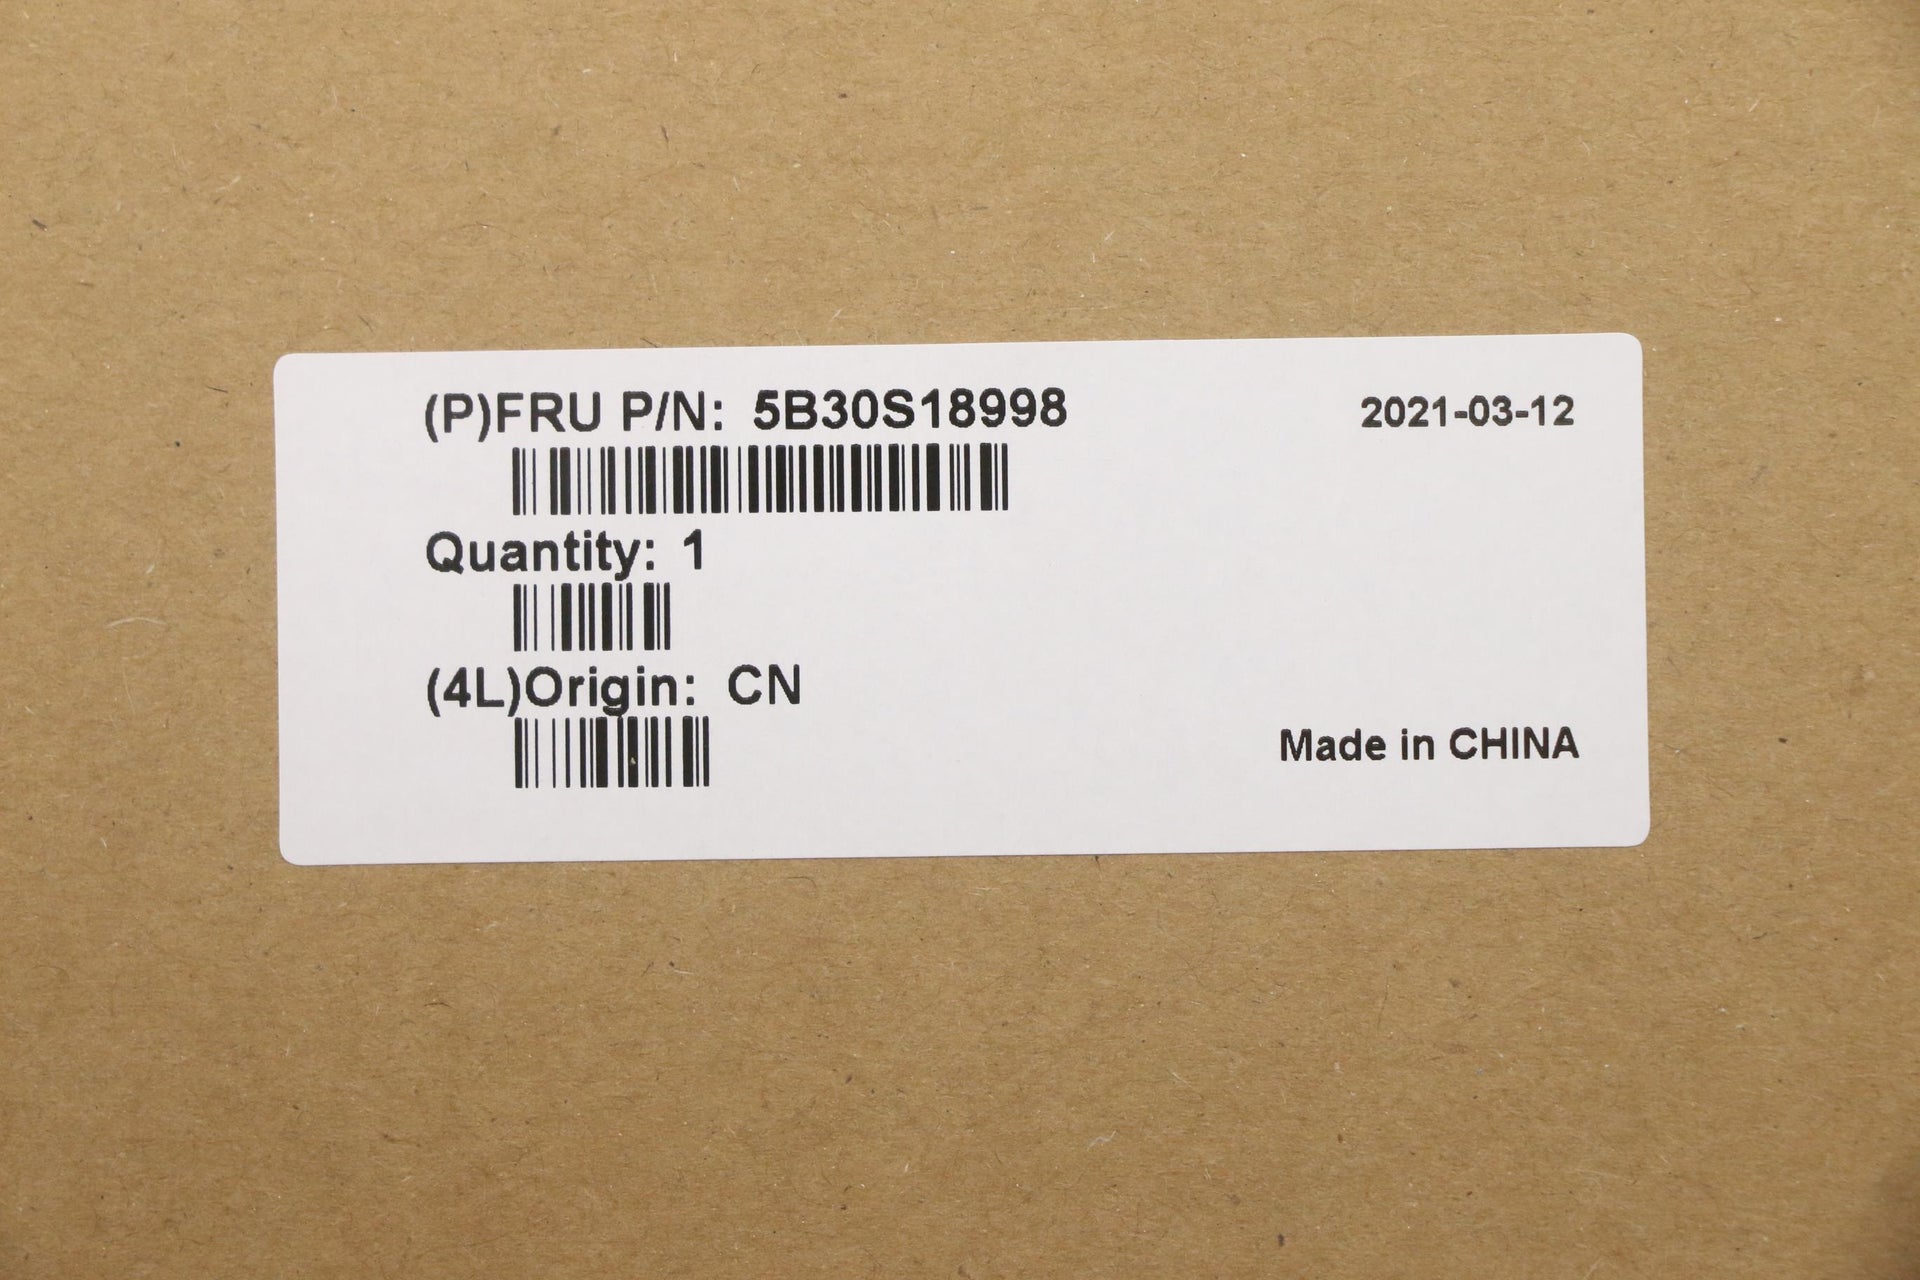 (P)FRU P/N: 5B30S18998
2021-03-12
Quantity: 1
(4L)Origin: CN
Made in CHINA